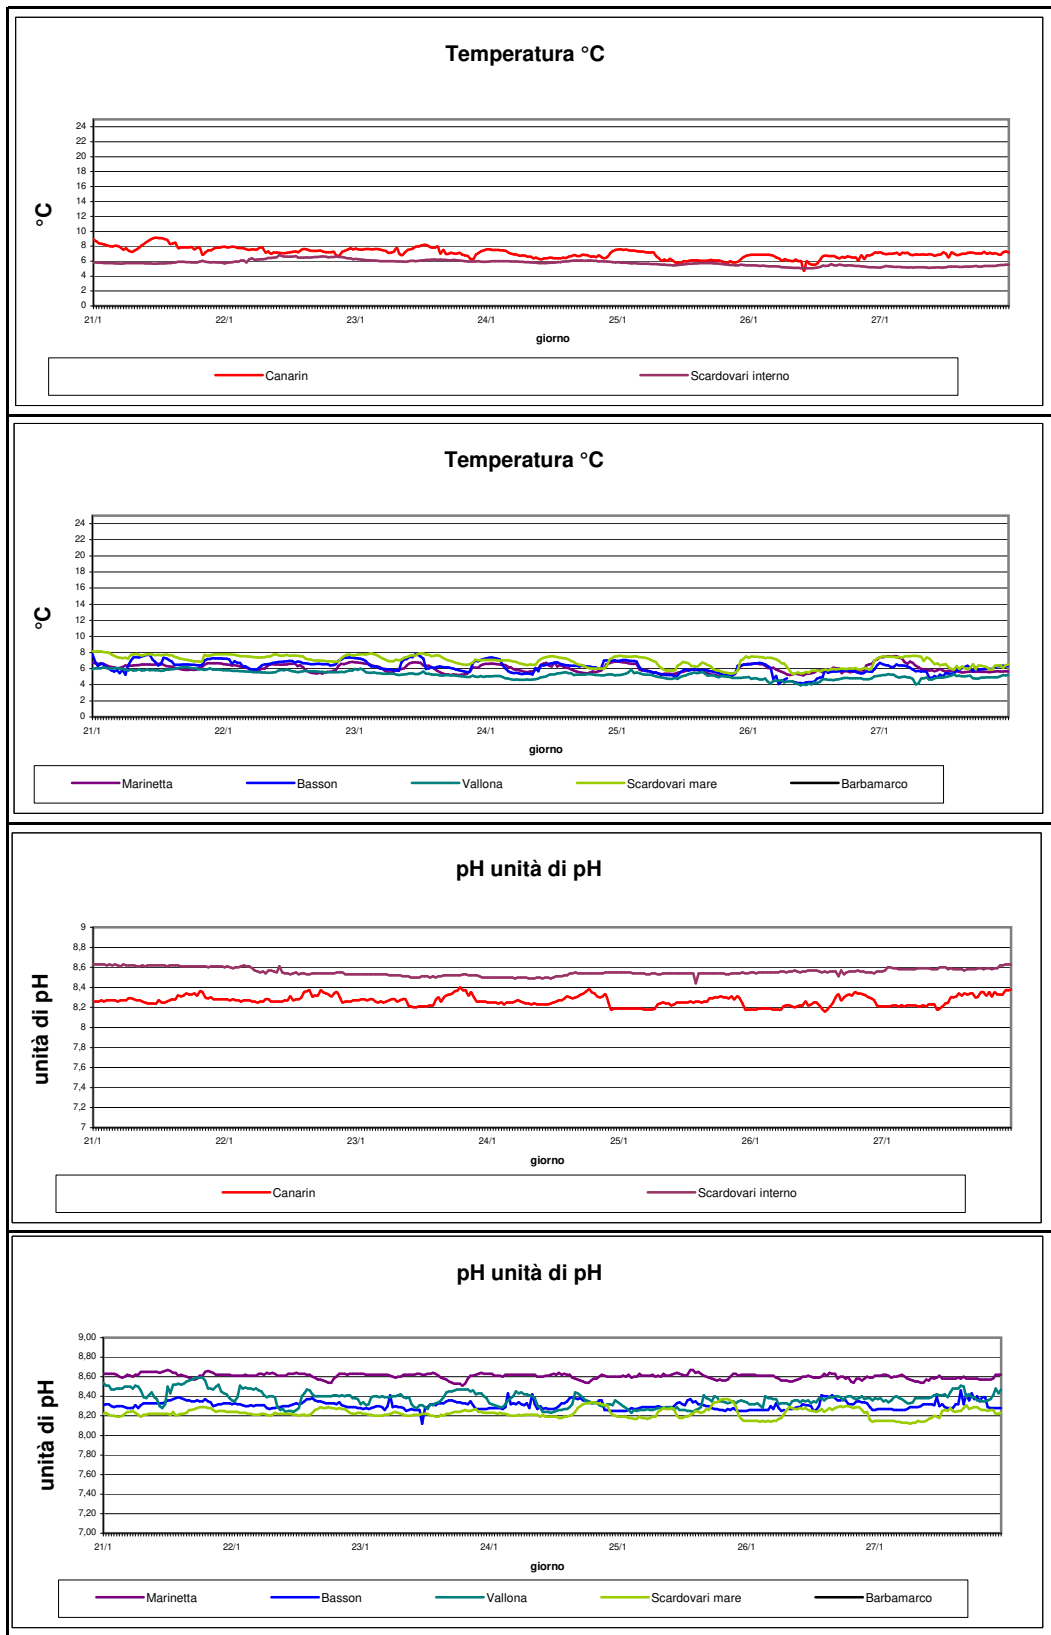 Temperatura °C
°C
24
22
20
18
16
14
12
10
8
6
4
2
0
21/1 22/1 23/1 24/1 25/1 26/1 27/1
giorno
Canarin Scardovari interno
Temperatura °C
°C
24
22
20
18
16
14
12
10
8
6
4
2
0
21/1 22/1 23/1 24/1 25/1 26/1 27/1
giorno
Marinetta Basson Vallona Scardovari mare Barbamarco
pH unità di pH
unità di pH
9
8,8
8,6
8,4
8,2
8
7,8
7,6
7,4
7,2
7
21/1 22/1 23/1 24/1 25/1 26/1 27/1
giorno
Canarin Scardovari interno
pH unità di pH
unità di pH
9,00
8,80
8,60
8,40
8,20
8,00
7,80
7,60
7,40
7,20
7,00
21/1 22/1 23/1 24/1 25/1 26/1 27/1
giorno
Marinetta Basson Vallona Scardovari mare Barbamarco